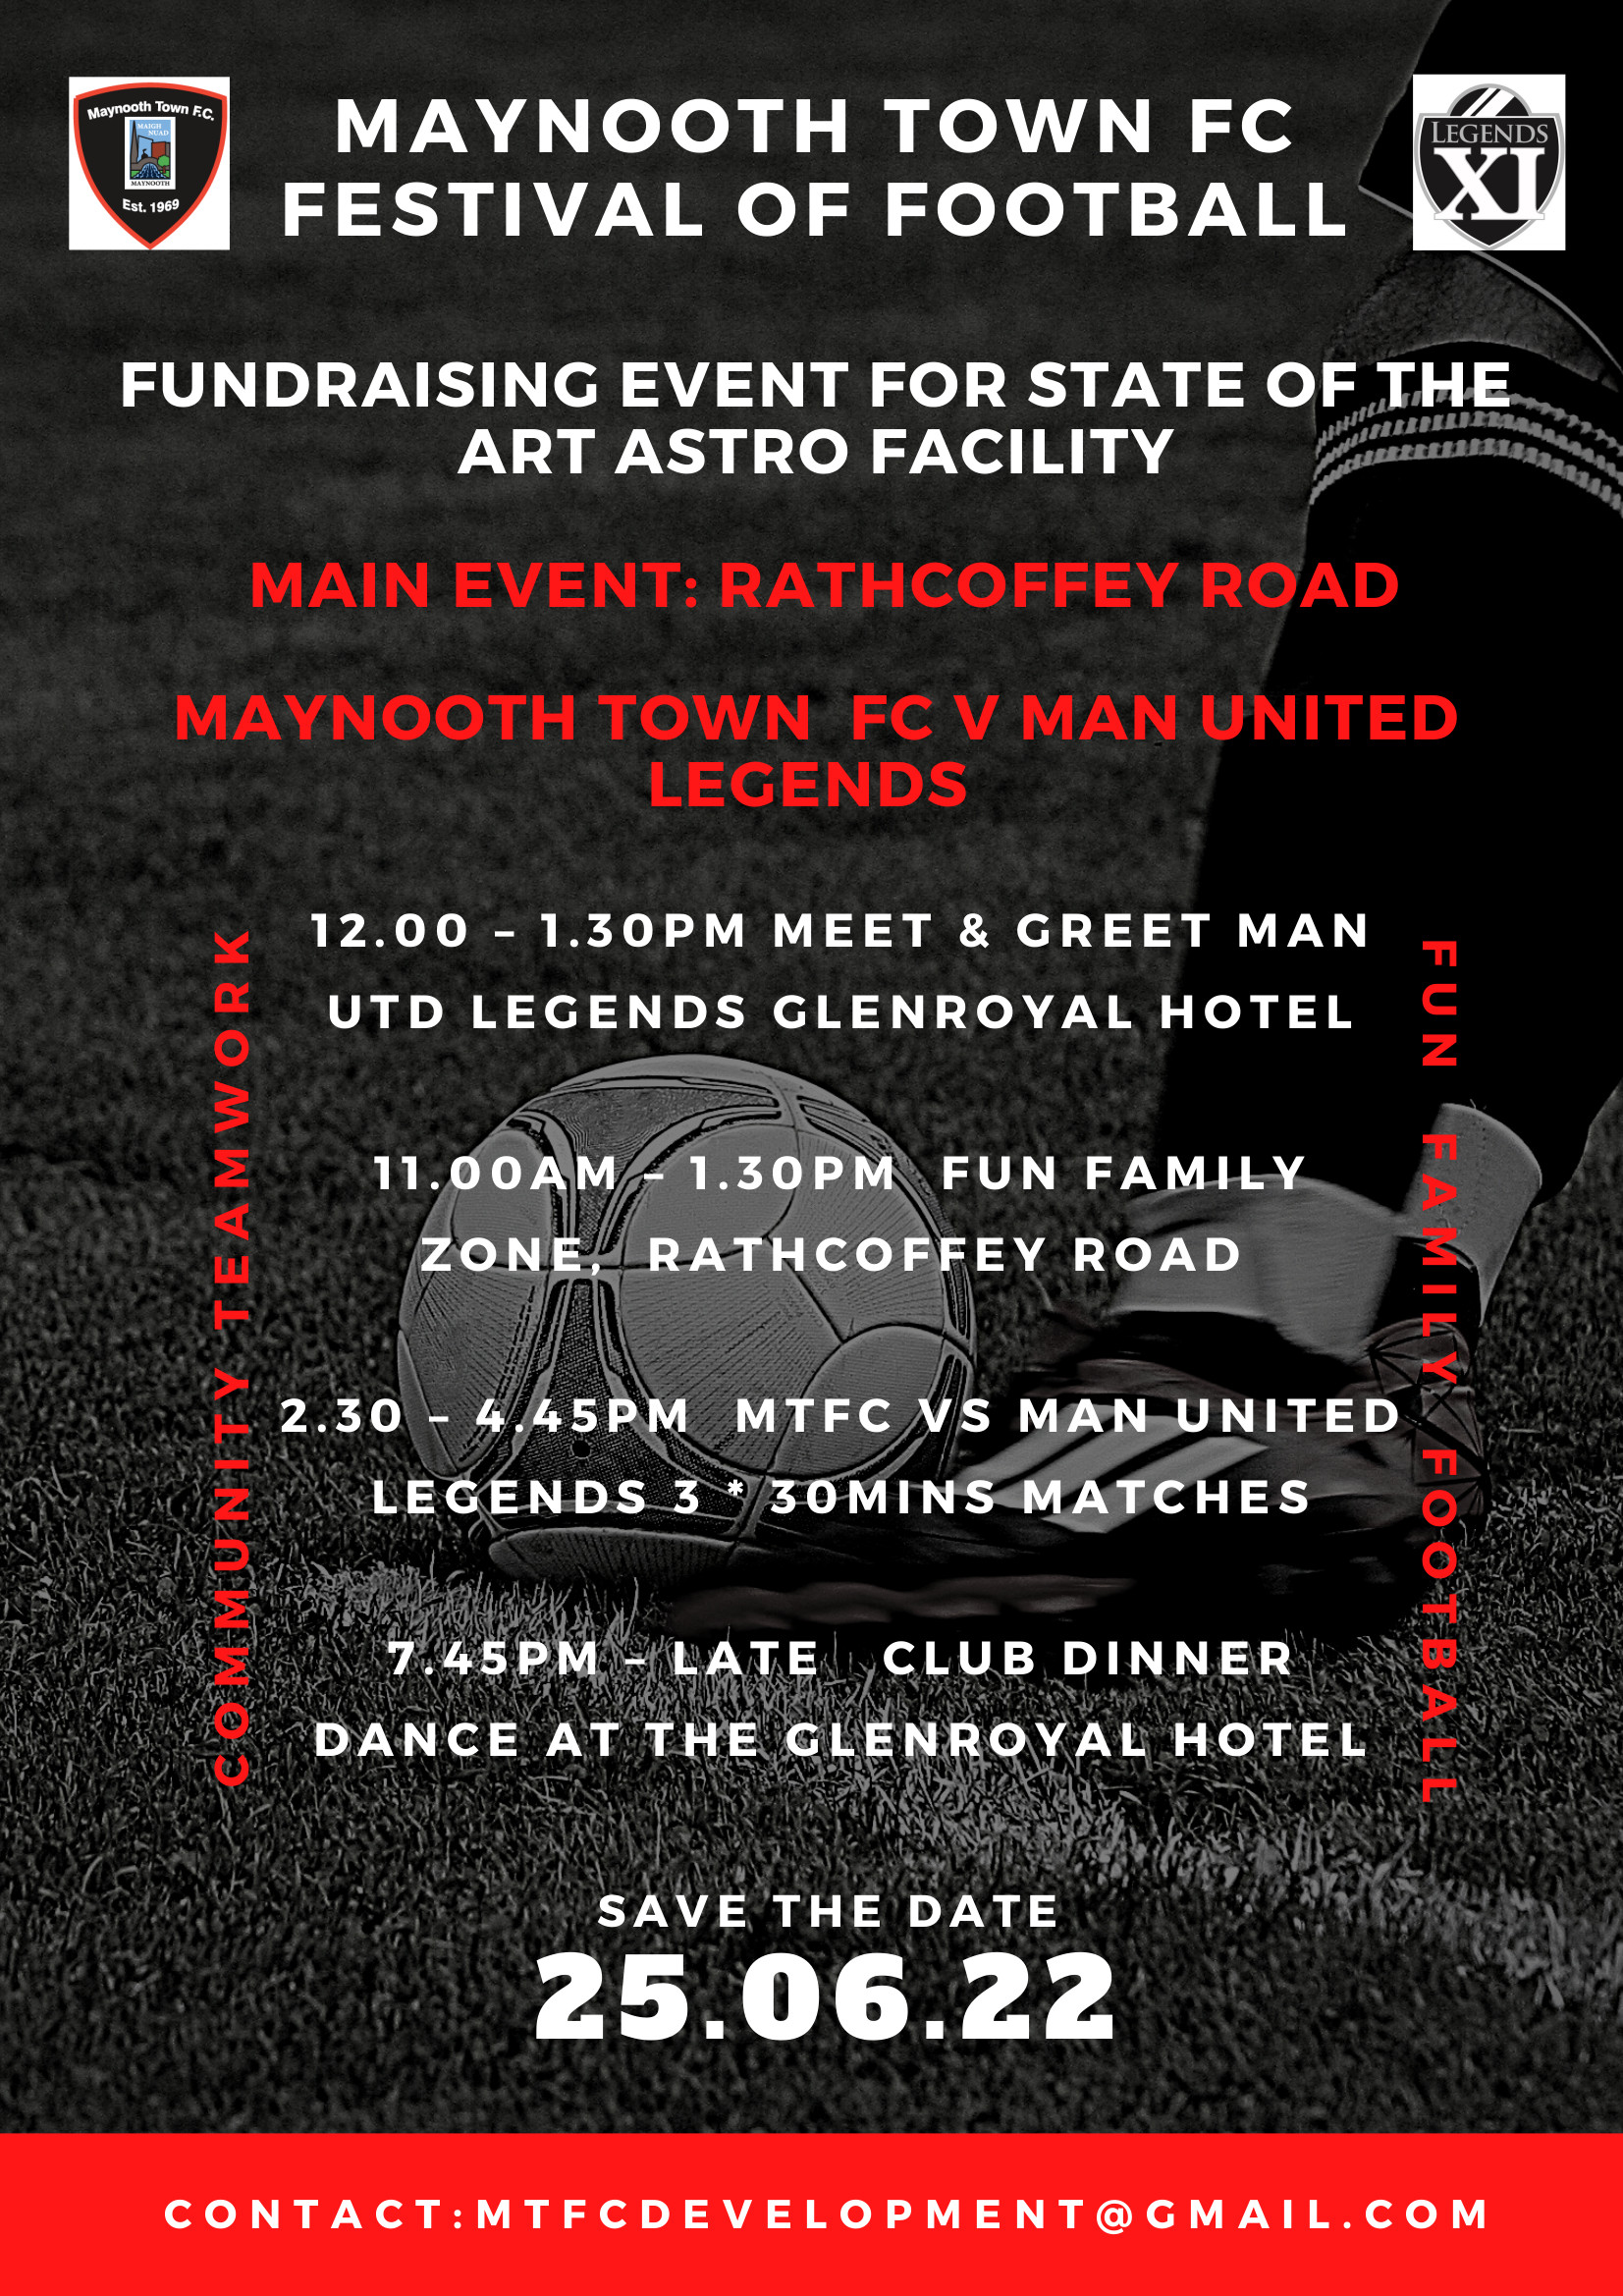 Maynooth Town F.C.
MAIGH
NUAD
MAYNOOTH
Est. 1969
MAYNOOTH TOWN FC
FESTIVAL OF FOOTBALL
LEGENDS
XI
FUNDRAISING EVENT FOR STATE OF THE
ART ASTRO FACILITY
MAIN EVENT: RATHCOFFEY ROAD
MAYNOOTH TOWN FC V MAN UNITED
LEGENDS
COMMUNITY TEAMWORK
12.00 – 1.30PM MEET & GREET MAN
UTD LEGENDS GLENROYAL HOTEL
11.00AM – 1.30PM FUN FAMILY
ZONE, RATHCOFFEY ROAD
2.30 – 4.45PM MTFC VS MAN UNITED
LEGENDS 3 * 30MINS MATCHES
7.45PM – LATE CLUB DINNER
DANCE AT THE GLENROYAL HOTEL
FUN FAMILY FOOTBALL
SAVE THE DATE
25.06.22
CONTACT:MTFCDEVELOPMENT@GMAIL.COM